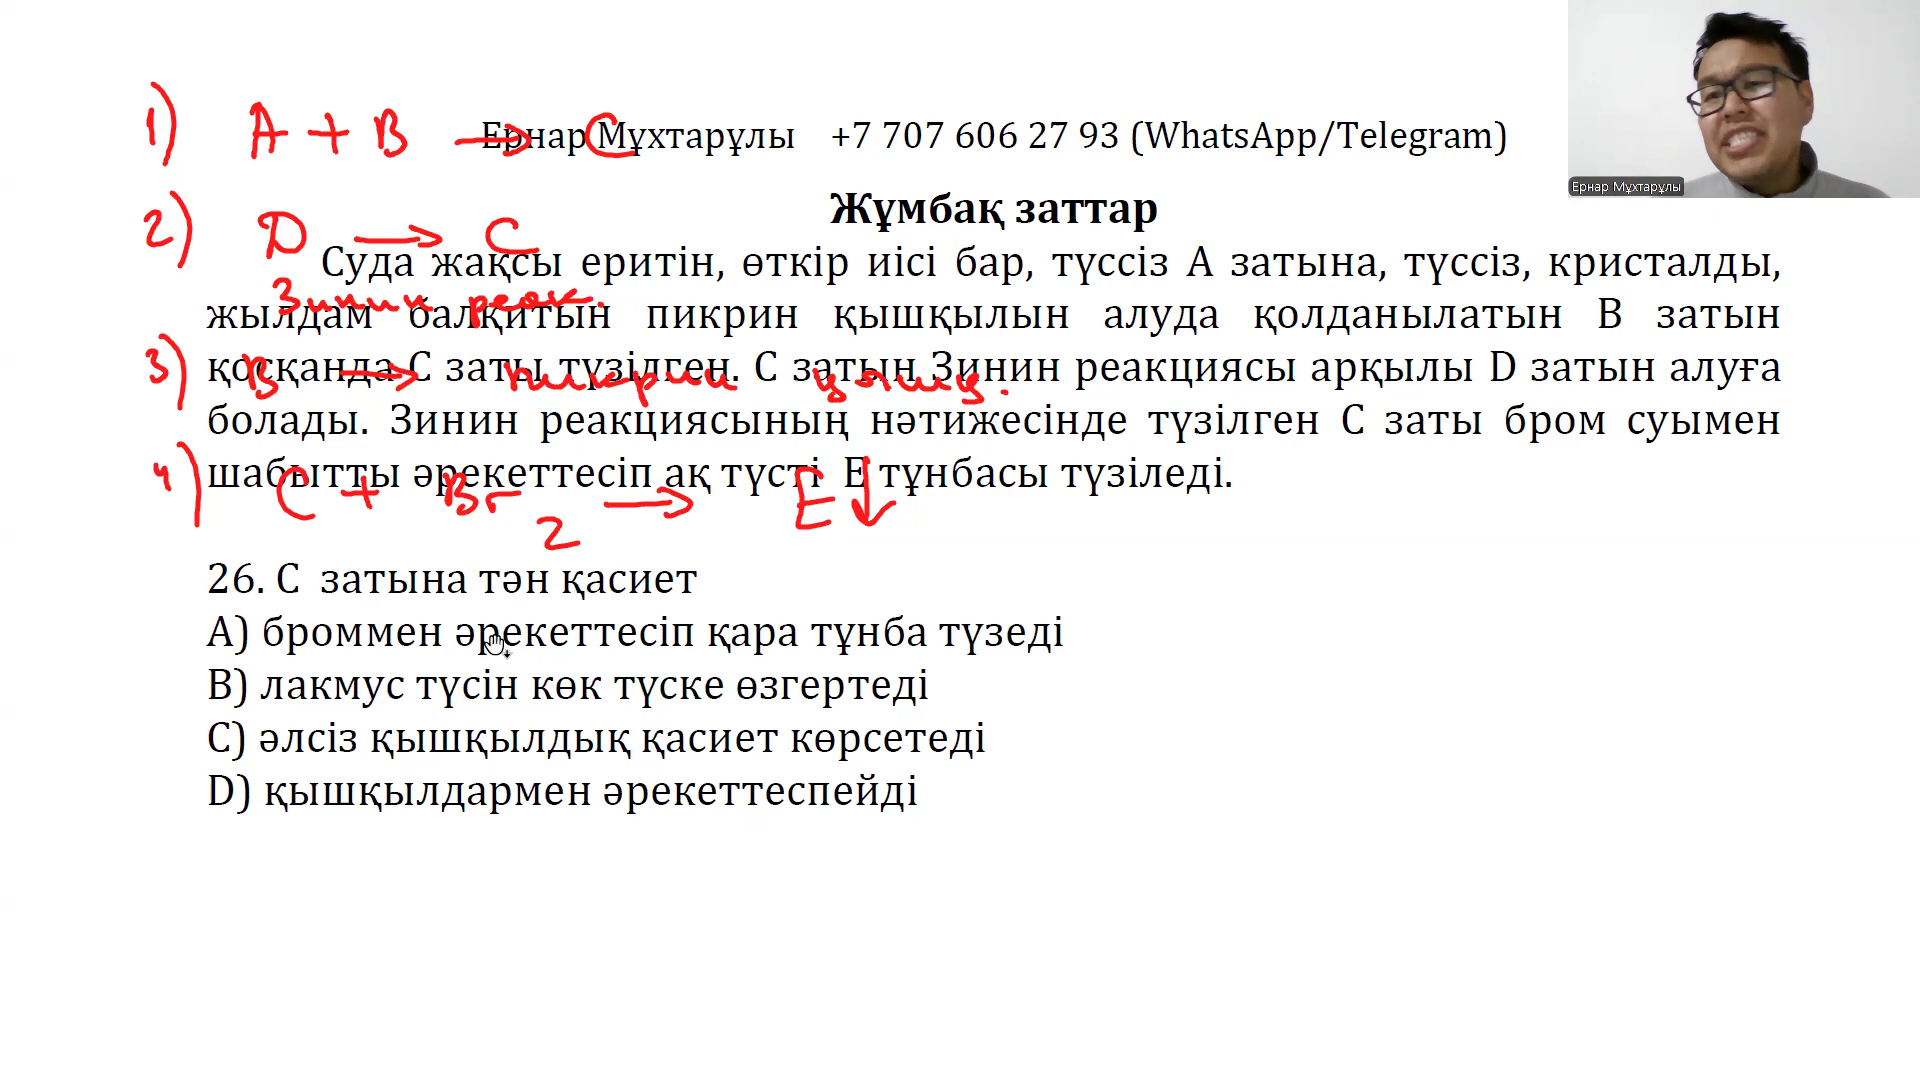 1) A + B → C
Ернар Мұхтарұлы +7 707 606 27 93 (WhatsApp/Telegram)
Ернар Мұхтарұлы
Жұмбақ заттар
2) D → C
Зинин реак.
Суда жақсы еритін, өткір иісі бар, түссіз А затына, түссіз, кристалды,
жылдам балқитын пикрин қышқылын алуда қолданылатын В затын
қосқанда С заты түзілген. С затын Зинин реакциясы арқылы D затын алуға
3) B → пикрин қышқ.
болады. Зинин реакциясының нәтижесінде түзілген С заты бром суымен
шабытты әрекеттесіп ақ түсті Е тұнбасы түзіледі.
4) C + Br2 → E↓
26. С затына тән қасиет
A) броммен әрекеттесіп қара тұнба түзеді
B) лакмус түсін көк түске өзгертеді
C) әлсіз қышқылдық қасиет көрсетеді
D) қышқылдармен әрекеттеспейді